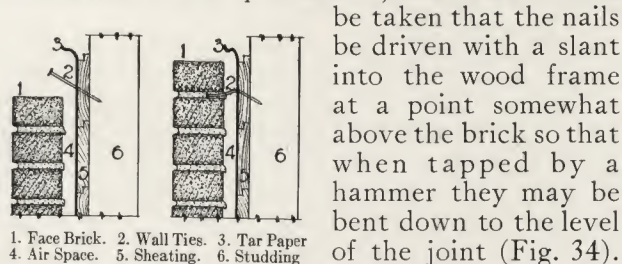 be taken that the nails
be driven with a slant
into the wood frame
at a point somewhat
above the brick so that
when tapped by a
hammer they may be
bent down to the level
of the joint (Fig. 34).
3
1
2
4
5
6
1
3
2
4
5
6
1. Face Brick. 2. Wall Ties. 3. Tar Paper
4. Air Space. 5. Sheating. 6. Studding